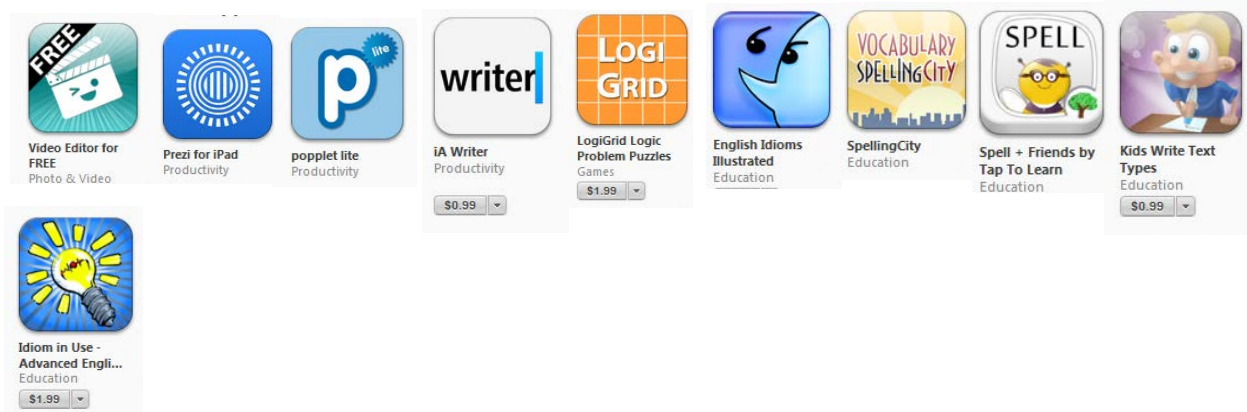 FREE
Video Editor for
FREE
Photo & Video
Prezi for iPad
Productivity
p
lite
popplet lite
Productivity
writer
iA Writer
Productivity
$0.99
LOGI
GRID
LogiGrid Logic
Problem Puzzles
Games
$1.99
English Idioms
Illustrated
Education
VOCABULARY
SPELLINGCITY
SpellingCity
Education
SPELL
Spell + Friends by
Tap To Learn
Education
Kids Write Text
Types
Education
$0.99
Idiom in Use -
Advanced Engli...
Education
$1.99